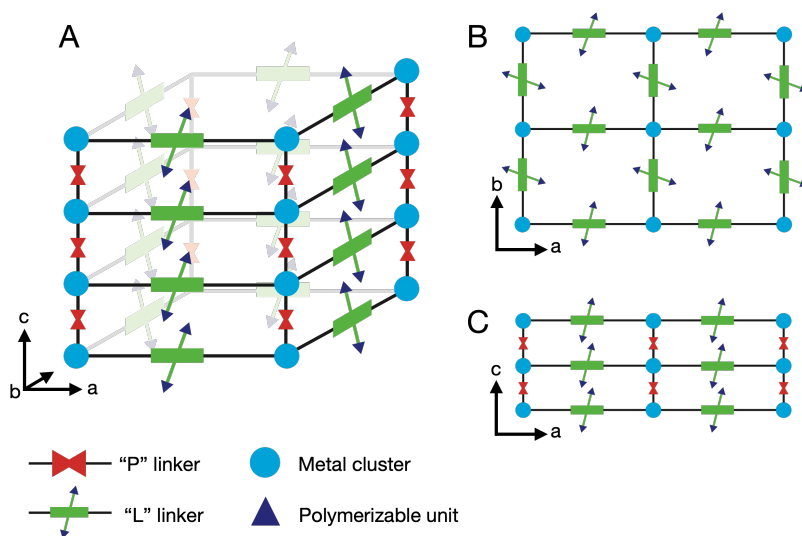 A
B
b
a
c
b
a
C
c
a
“P” linker
Metal cluster
“L” linker
Polymerizable unit